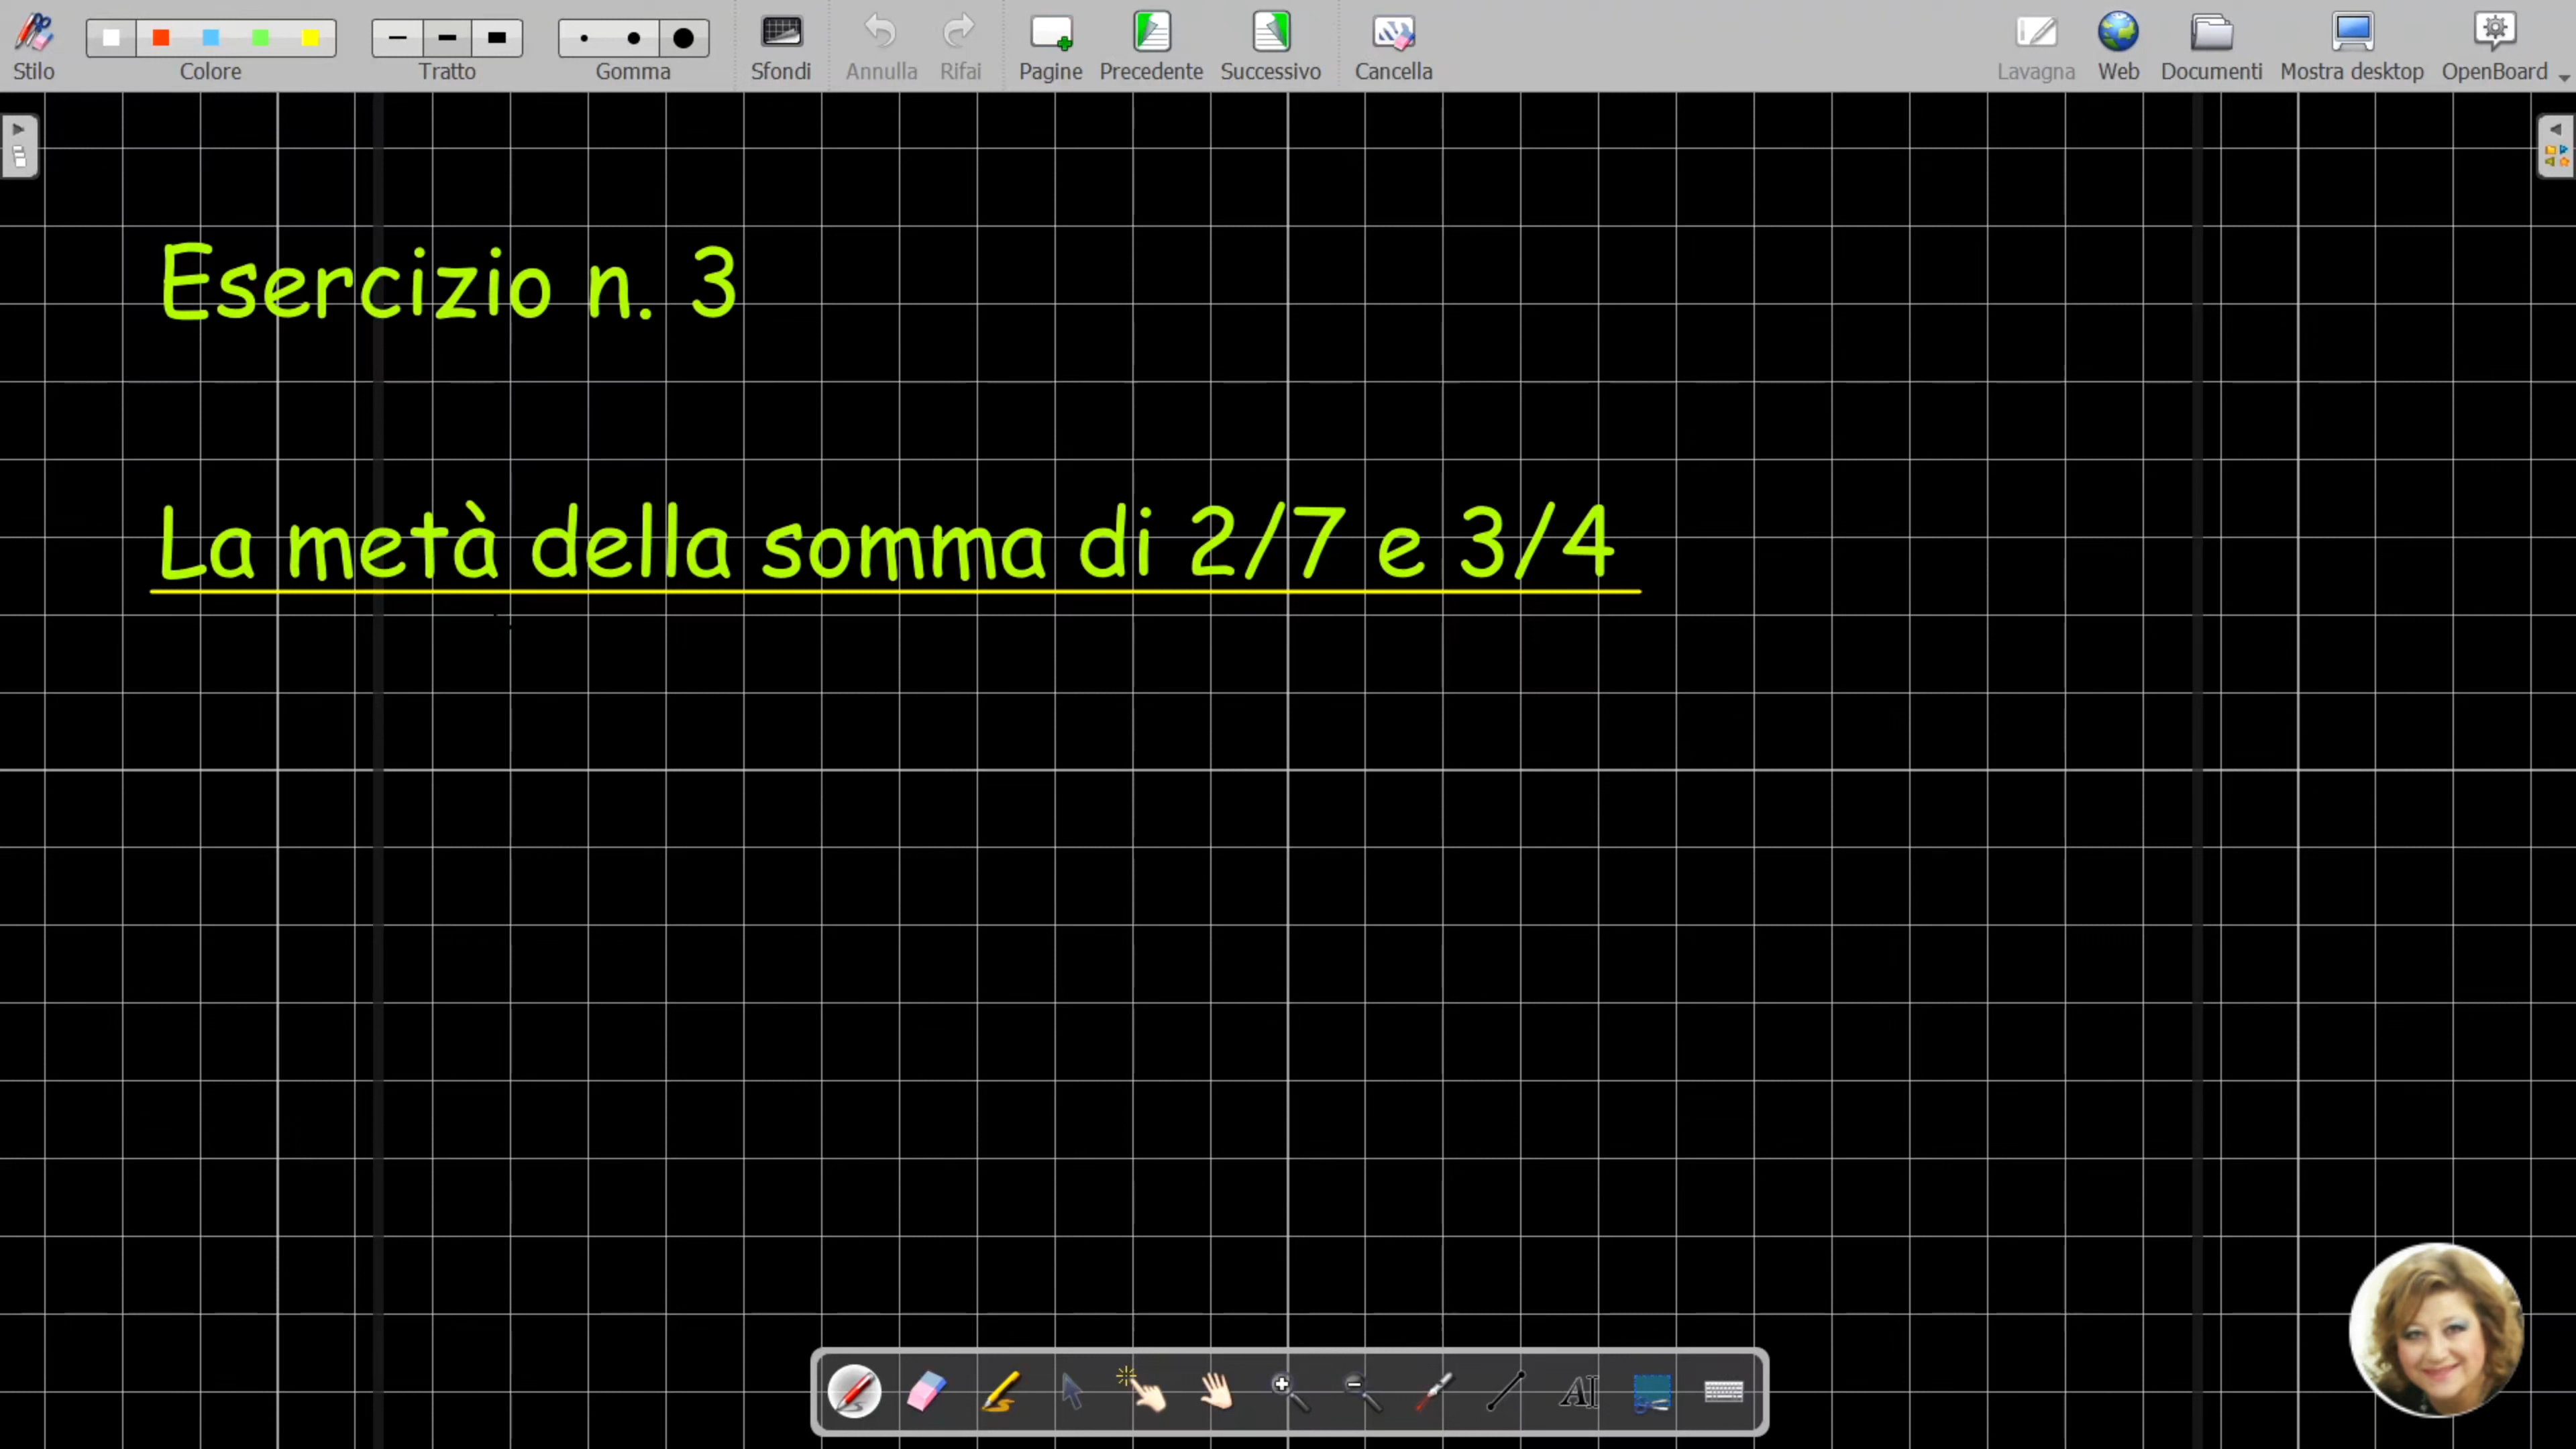 Stilo Colore Tratto Gomma Sfondi Annulla Rifai Pagine Precedente Successivo Cancella Lavagna Web Documenti Mostra desktop OpenBoard
Esercizio n. 3
La metà della somma di 2/7 e 3/4
AI